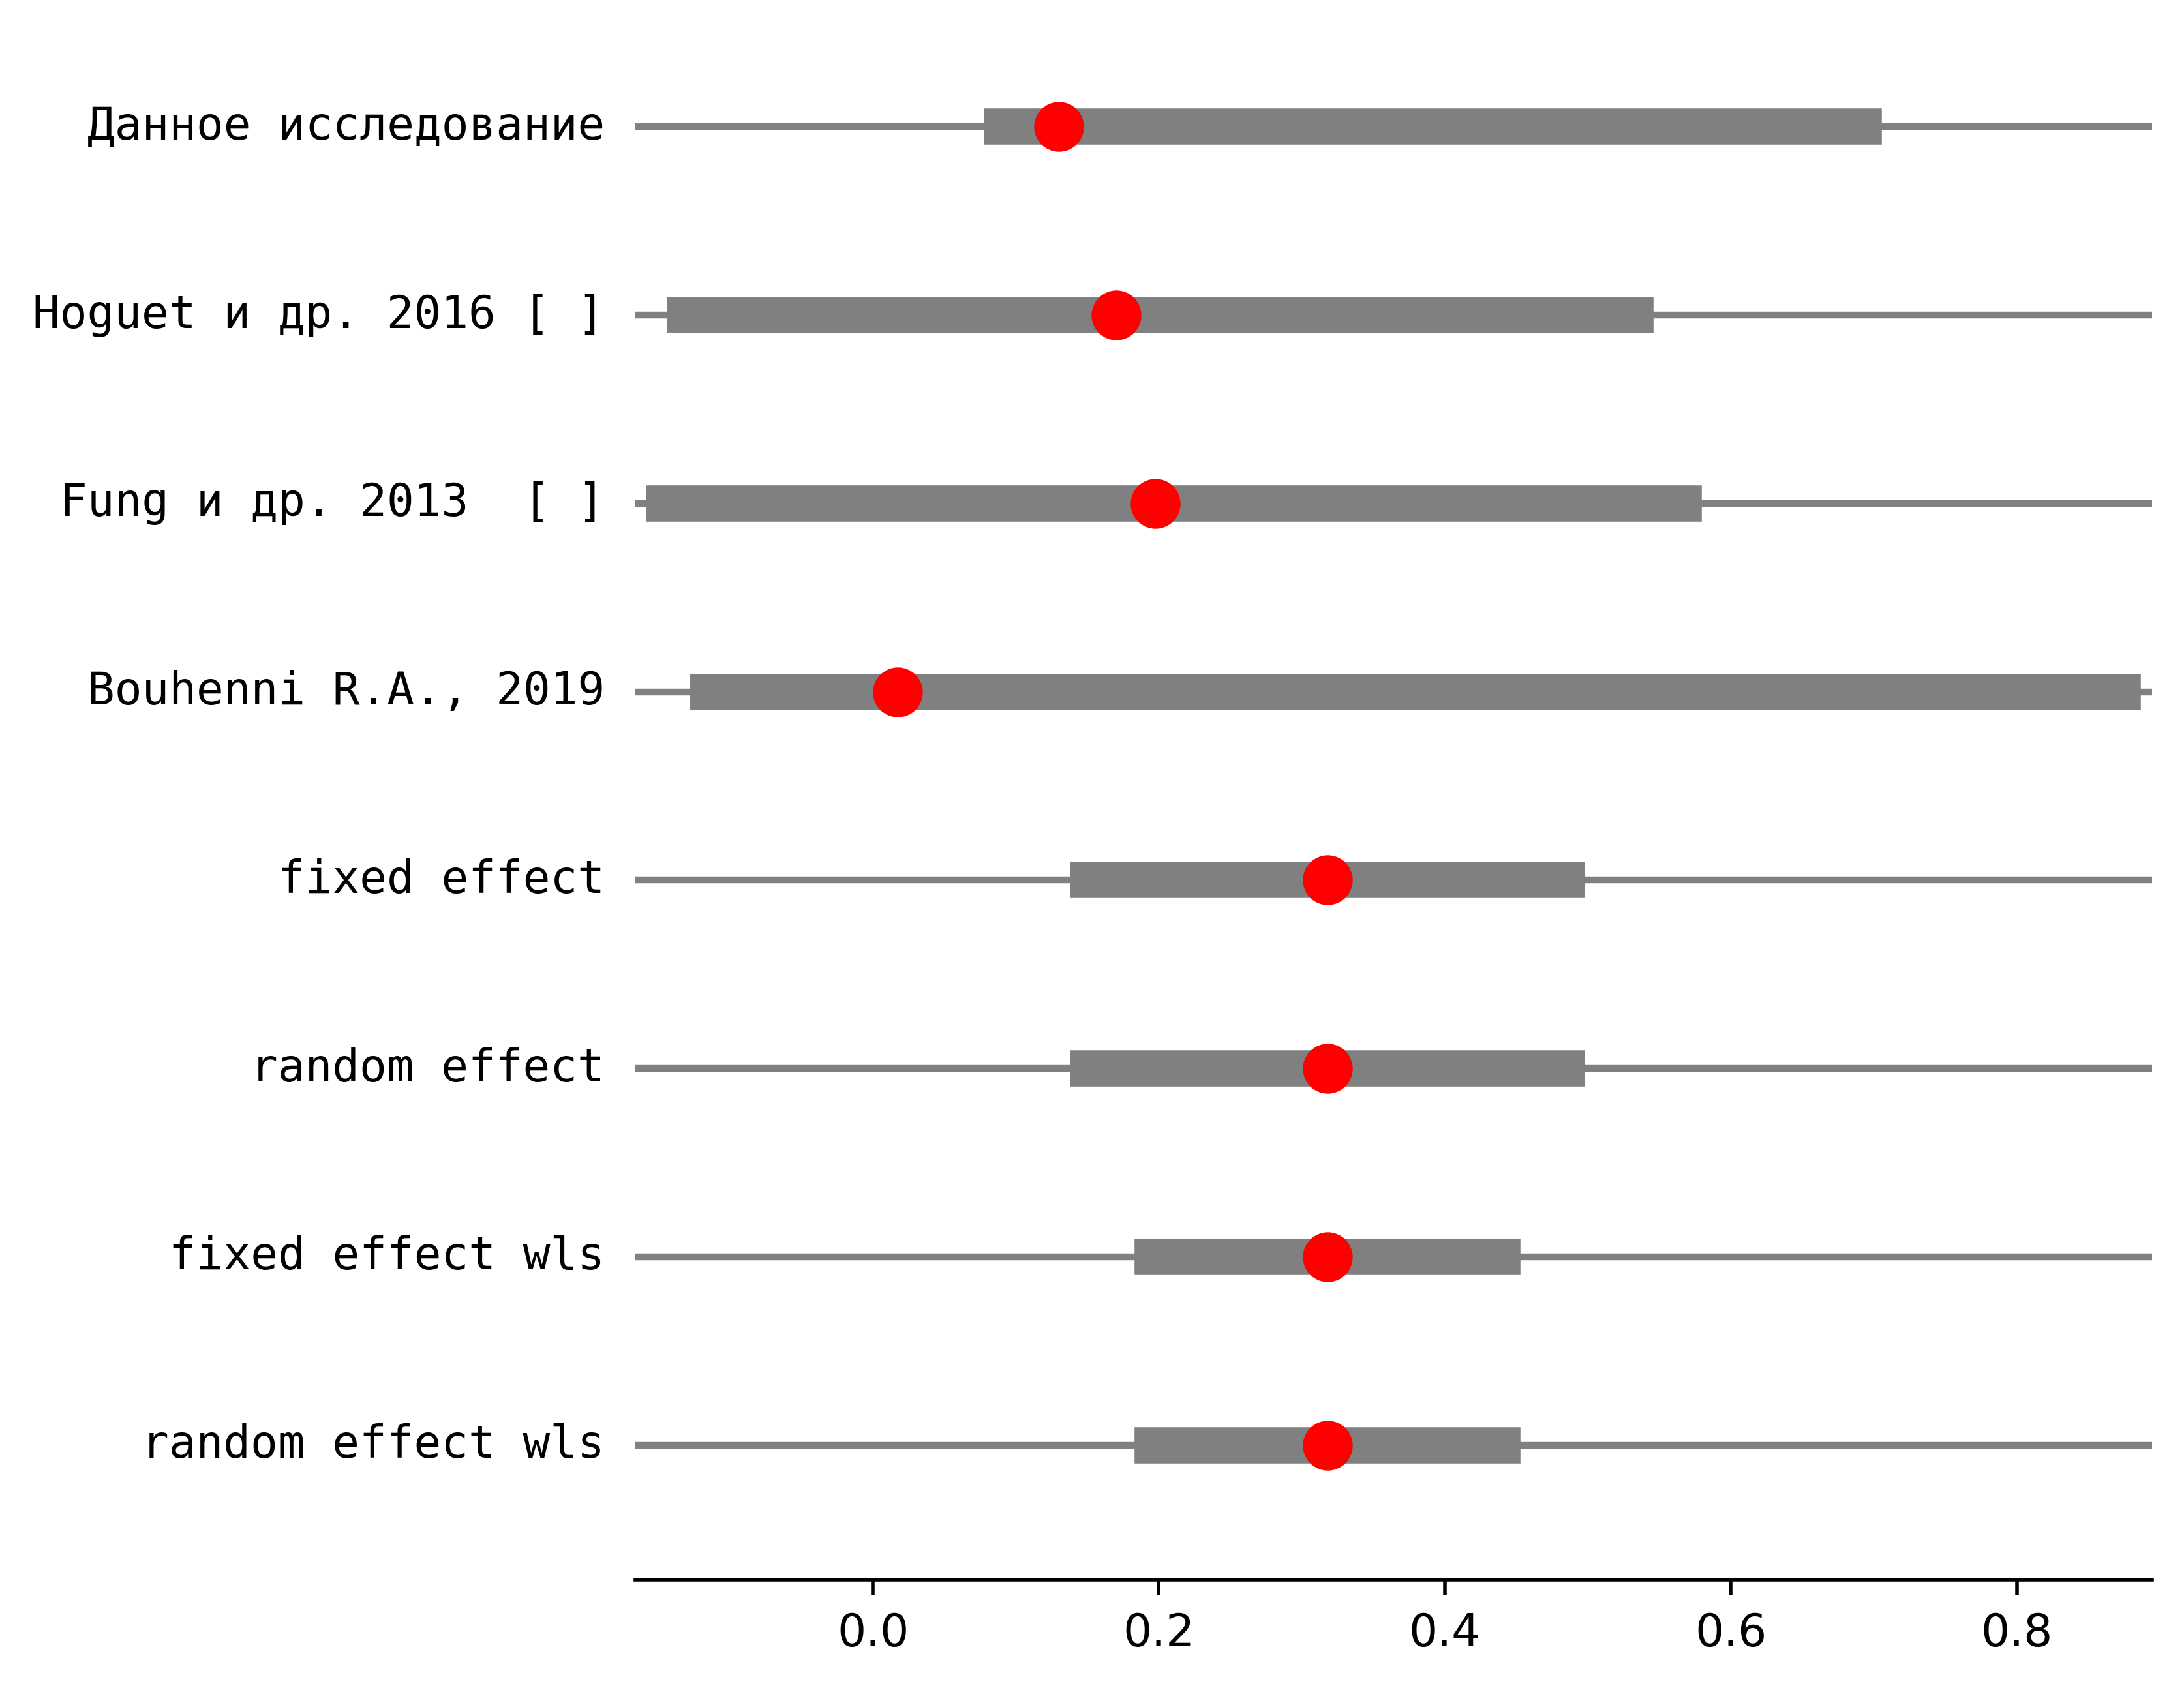 Данное исследование
Hoguet и др. 2016 [ ]
Fung и др. 2013  [ ]
Bouhenni R.A., 2019
fixed effect
random effect
fixed effect wls
random effect wls
0.0 0.2 0.4 0.6 0.8